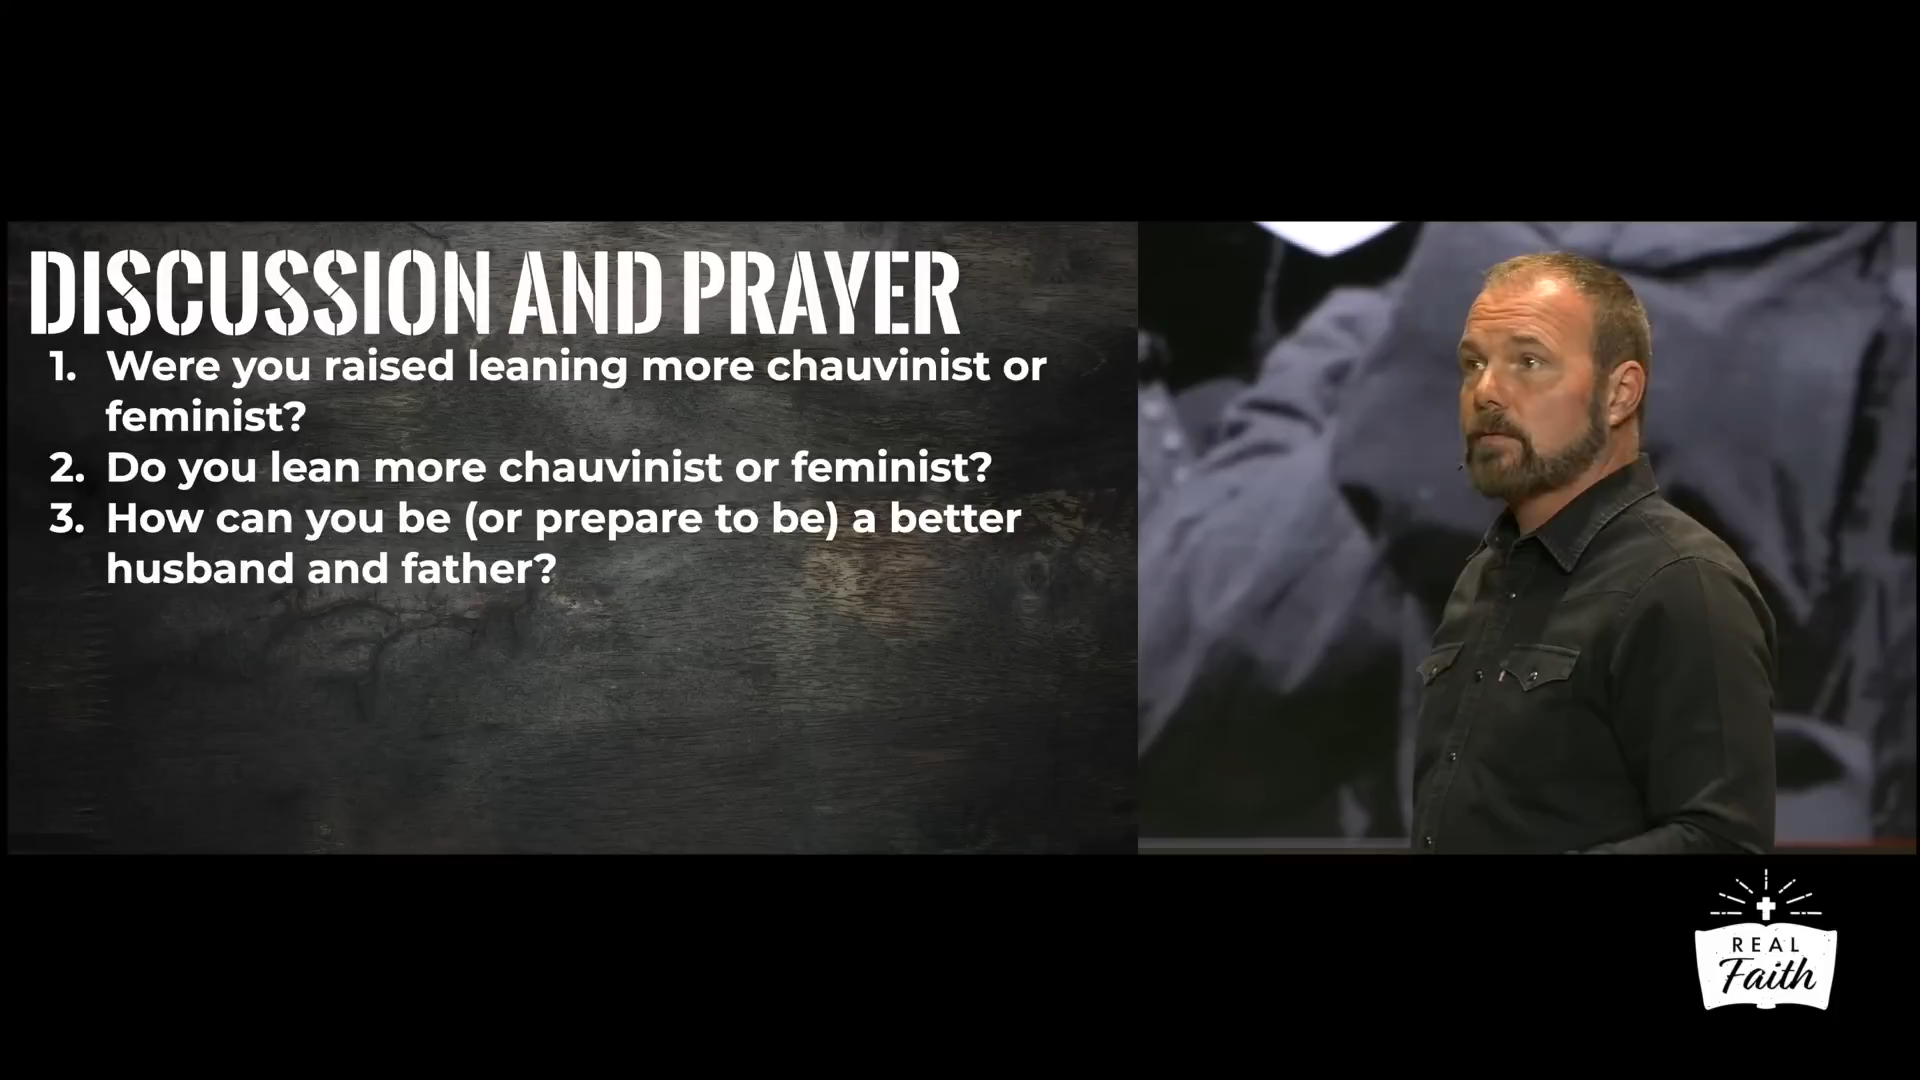 DISCUSSION AND PRAYER
1. Were you raised leaning more chauvinist or
feminist?
2. Do you lean more chauvinist or feminist?
3. How can you be (or prepare to be) a better
husband and father?
REAL
Faith